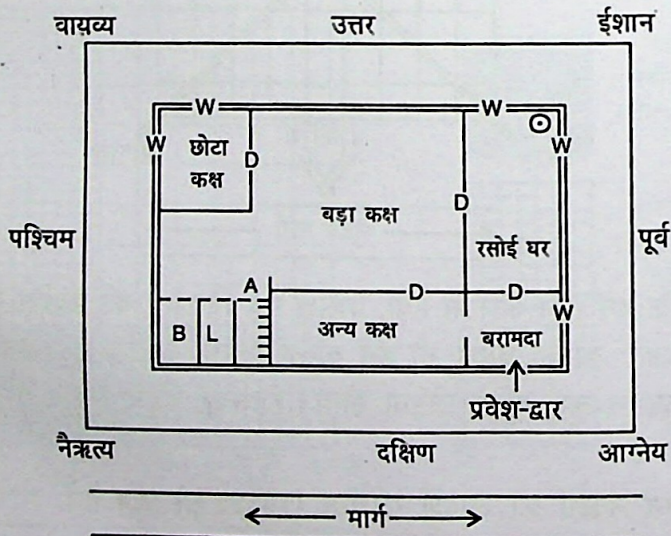 वायव्य उत्तर ईशान
W W
W छोटा D W
कक्ष
बड़ा कक्ष D
पश्चिम रसोई घर पूर्व
A D D
B L अन्य कक्ष बरामदा W
प्रवेश-द्वार
नैऋत्य दक्षिण आग्नेय
मार्ग